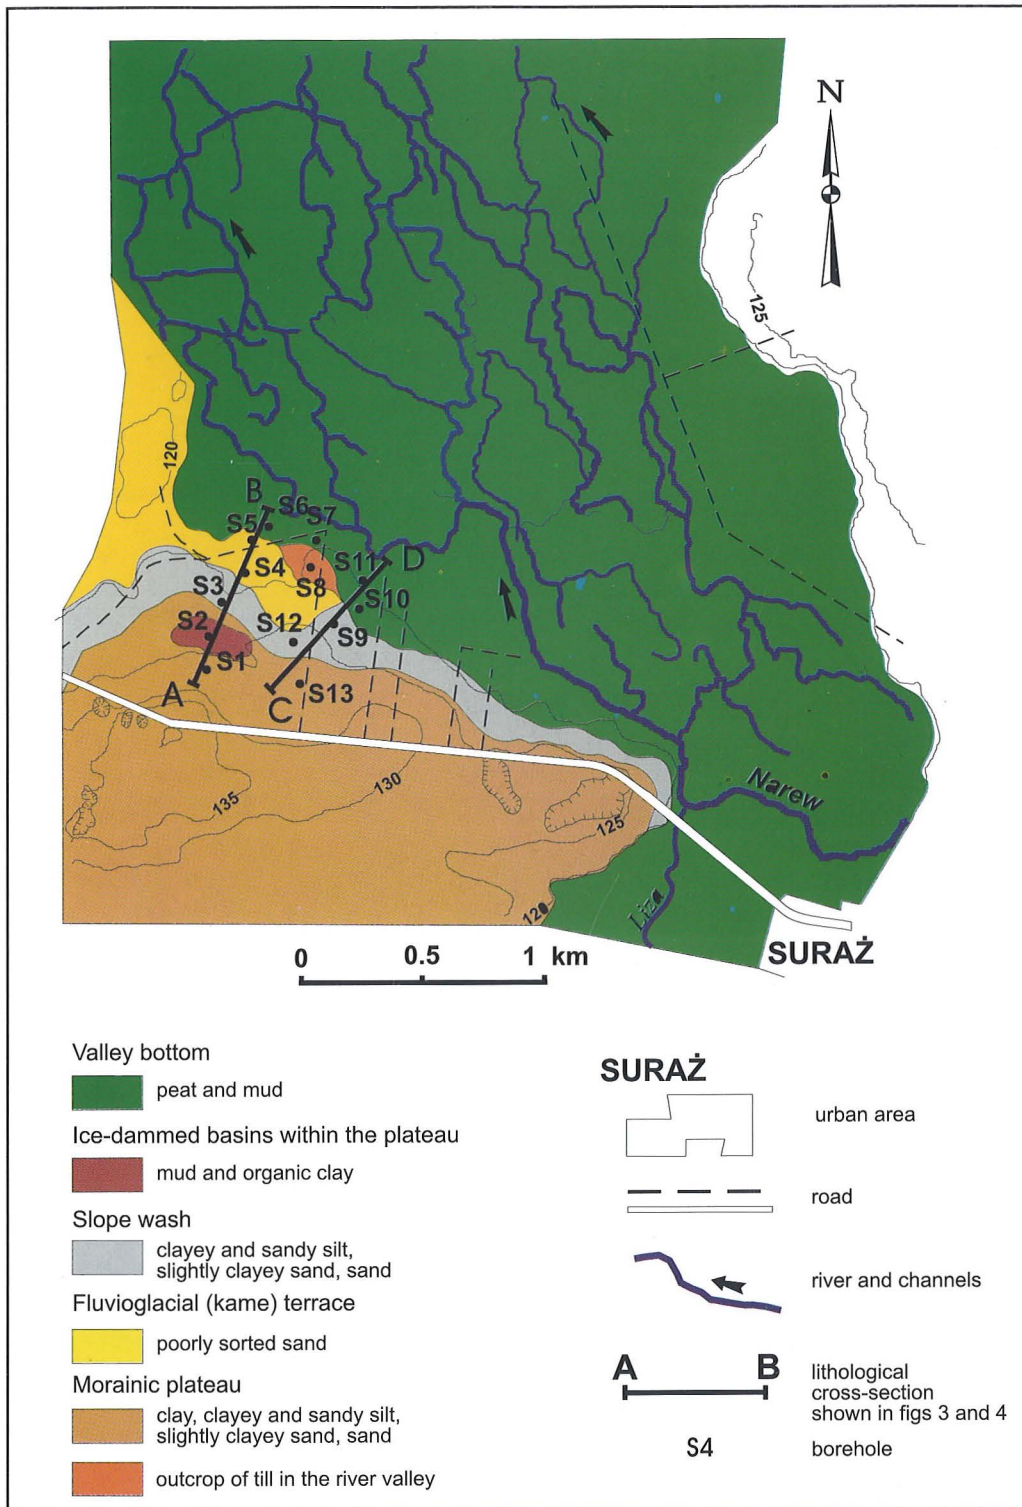 N
125
120
B
S6
S7
S5
S11
D
S4
S8
S3
S10
S2
S12
S9
S1
A
C
S13
130
135
125
Narew
120
Liza
SURAŻ
0 0.5 1 km
Valley bottom
peat and mud
Ice-dammed basins within the plateau
mud and organic clay
Slope wash
clayey and sandy silt,
slightly clayey sand, sand
Fluvioglacial (kame) terrace
poorly sorted sand
Morainic plateau
clay, clayey and sandy silt,
slightly clayey sand, sand
outcrop of till in the river valley
SURAŻ
urban area
road
river and channels
A B
lithological
cross-section
shown in figs 3 and 4
S4 borehole